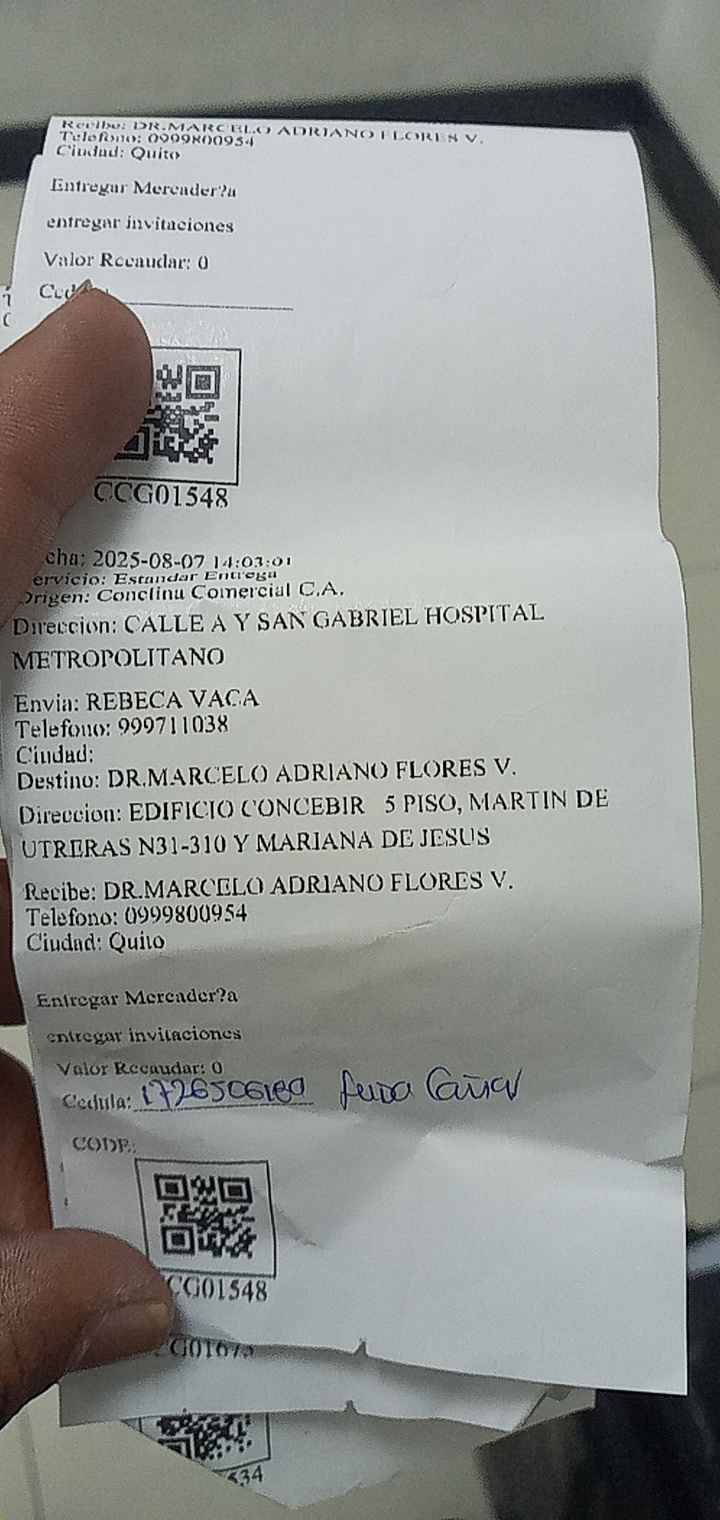 Recibe: DR.MARCELO ADRIANO FLORES V.
Telefono: 0999800954
Ciudad: Quito
Entregar Mercader?a
entregar invitaciones
Valor Recaudar: 0
Ced
CCG01548
cha: 2025-08-07 14:03:01
ervicio: Estandar Entrega
Origen: Conclina Comercial C.A.
Direccion: CALLE A Y SAN GABRIEL HOSPITAL
METROPOLITANO
Envia: REBECA VACA
Telefono: 999711038
Ciudad:
Destino: DR.MARCELO ADRIANO FLORES V.
Direccion: EDIFICIO CONCEBIR 5 PISO, MARTIN DE
UTRERAS N31-310 Y MARIANA DE JESUS
Recibe: DR.MARCELO ADRIANO FLORES V.
Telefono: 0999800954
Ciudad: Quito
Entregar Mercader?a
entregar invitaciones
Valor Recaudar: 0
Cedula: 1726506180
CODE:
CG01548
G01675
534